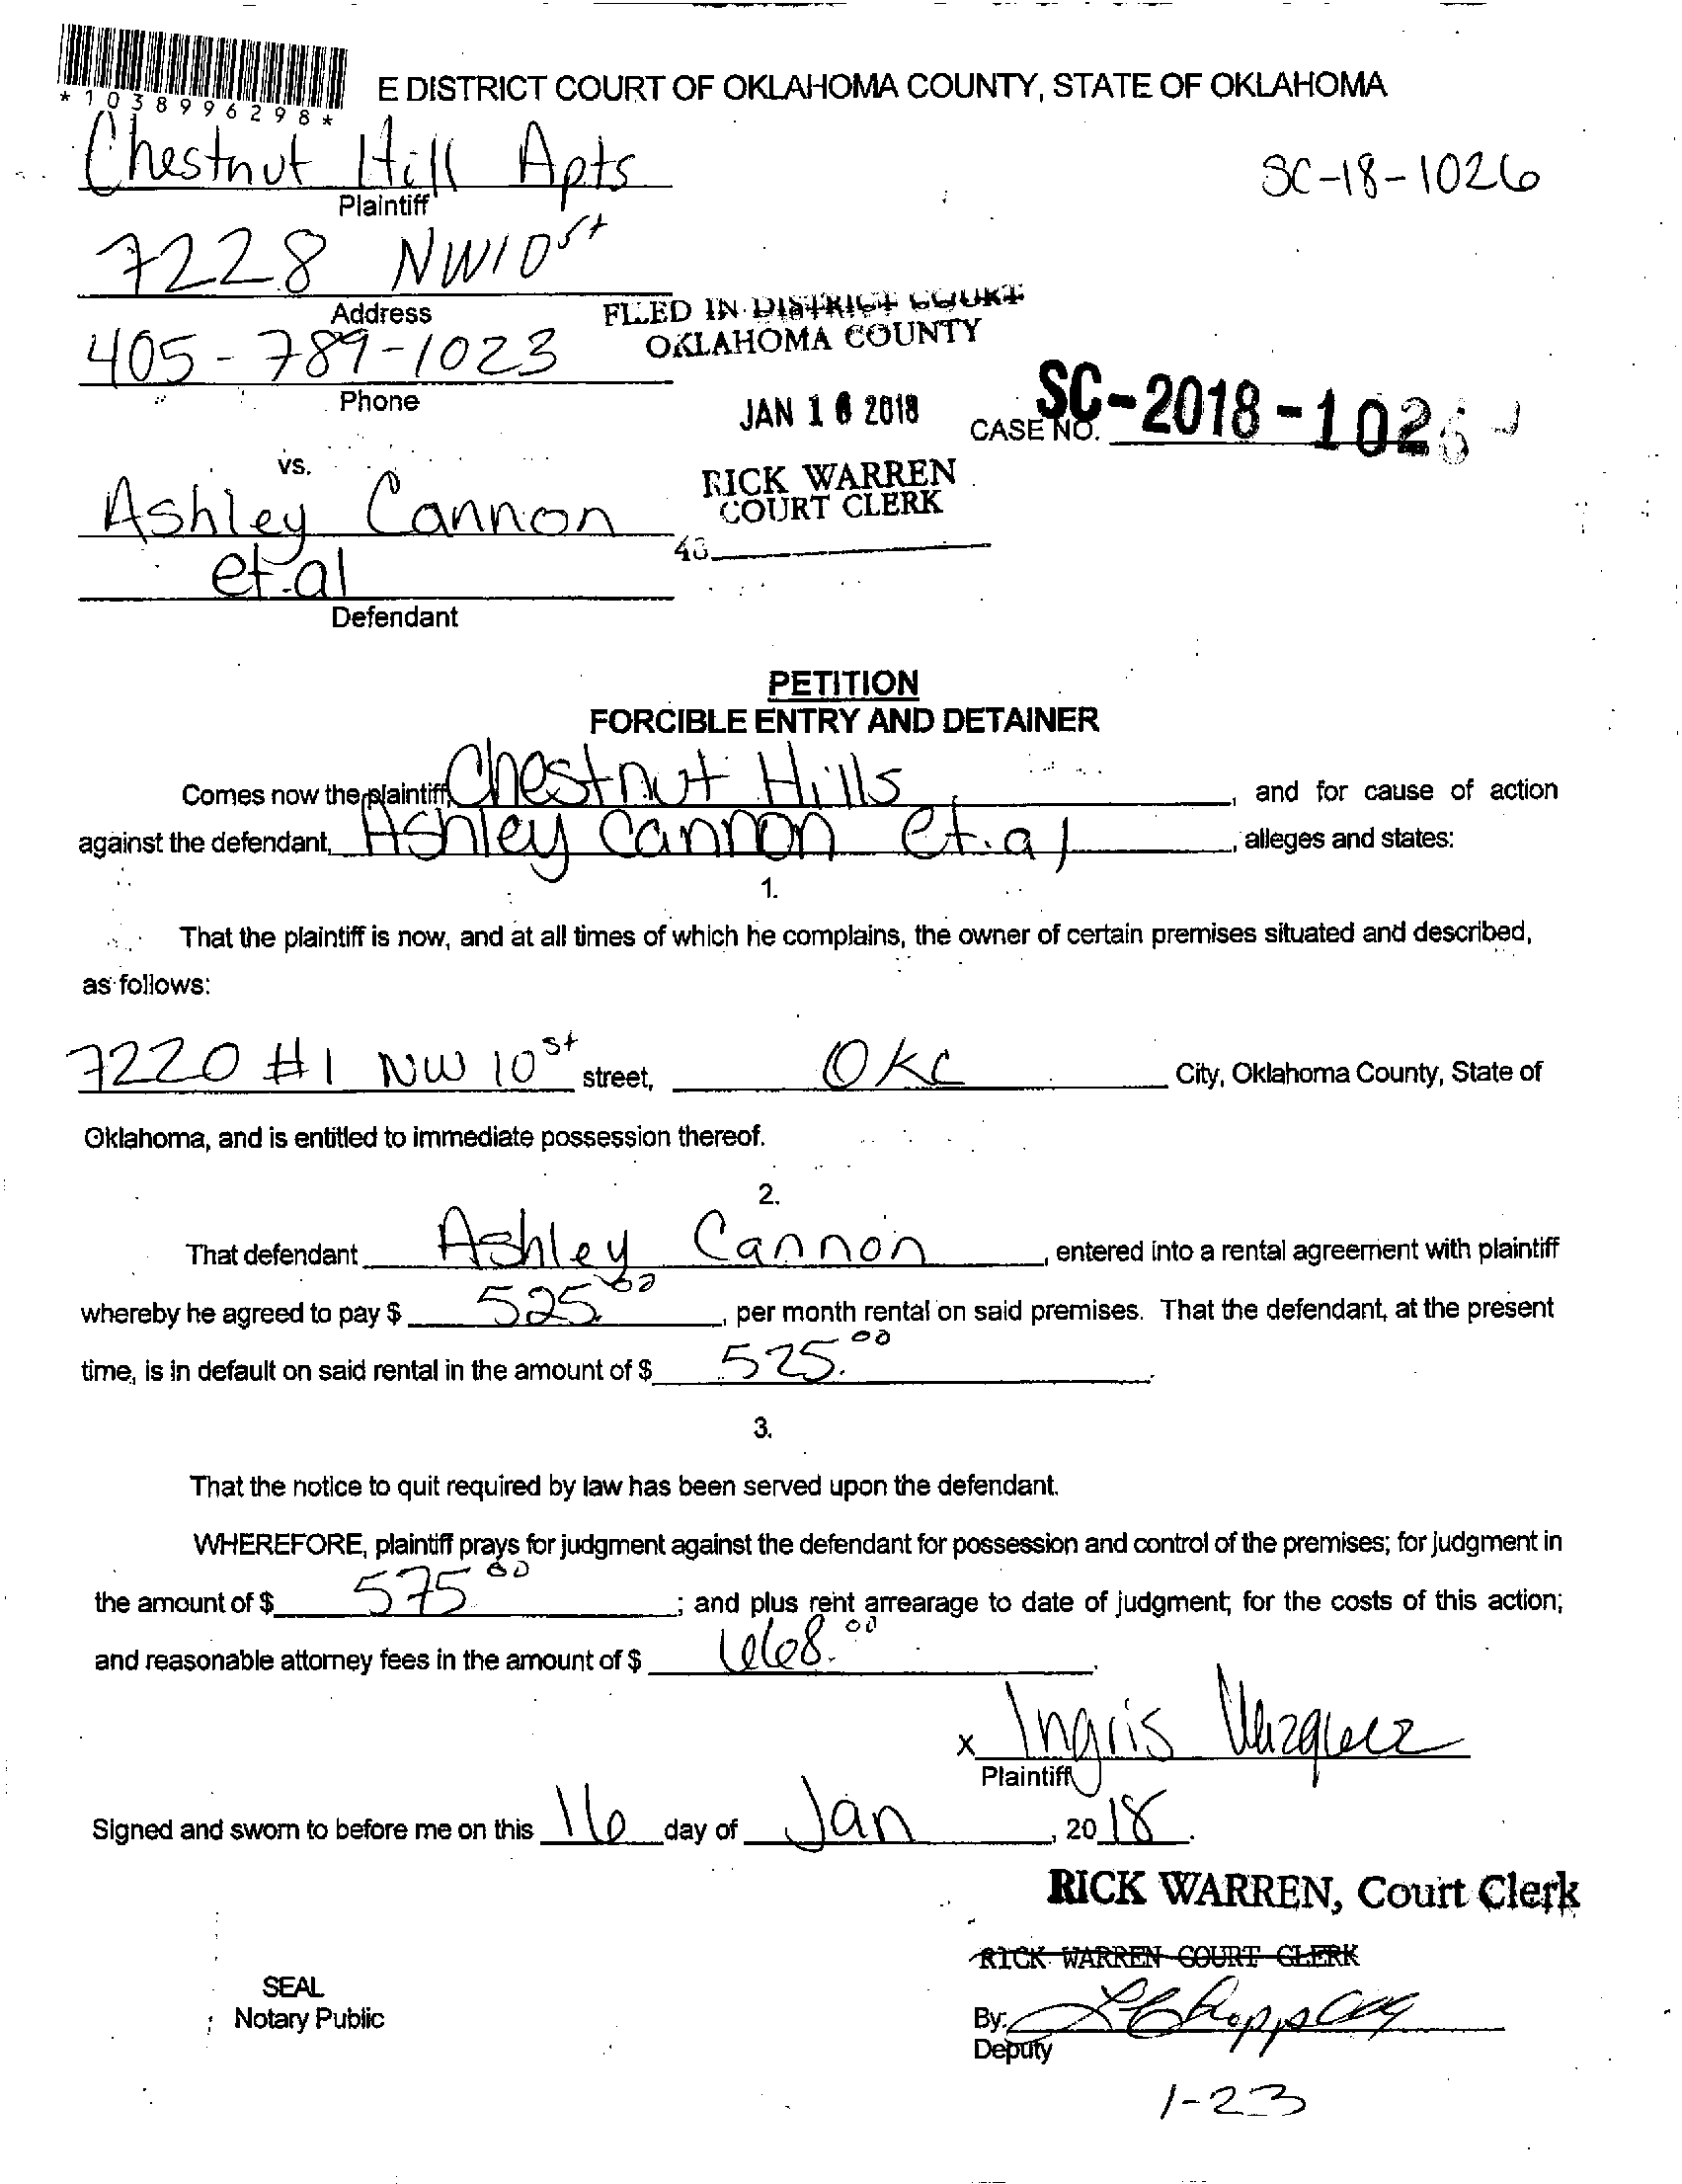 *1038996298*
E DISTRICT COURT OF OKLAHOMA COUNTY, STATE OF OKLAHOMA
Chestnut Hill Apts
SC-18-1026
Plaintiff
7228 NW10st
Address
FILED IN DISTRICT COURT
OKLAHOMA COUNTY
405-789-1023
Phone
JAN 16 2018
CASE NO. SC-2018-1026
vs.
RICK WARREN
COURT CLERK
Ashley Cannon
et.al
Defendant
PETITION
FORCIBLE ENTRY AND DETAINER
Comes now the plaintiff, Chestnut Hills, and for cause of action
against the defendant, Ashley Cannon et.al, alleges and states:
1.
That the plaintiff is now, and at all times of which he complains, the owner of certain premises situated and described,
as follows:
7220 #1 NW 10st street, OKC City, Oklahoma County, State of
Oklahoma, and is entitled to immediate possession thereof.
2.
That defendant Ashley Cannon, entered into a rental agreement with plaintiff
whereby he agreed to pay $ 525.00, per month rental on said premises. That the defendant, at the present
time, is in default on said rental in the amount of $ 525.00.
3.
That the notice to quit required by law has been served upon the defendant.
WHEREFORE, plaintiff prays for judgment against the defendant for possession and control of the premises; for judgment in
the amount of $ 575 00; and plus rent arrearage to date of judgment; for the costs of this action;
and reasonable attorney fees in the amount of $ 668.00.
x Ingris Vazquez
Plaintiff
Signed and sworn to before me on this 16 day of Jan, 2018.
RICK WARREN, Court Clerk
RICK WARREN COURT CLERK
SEAL
Notary Public
By:
Deputy
1-23